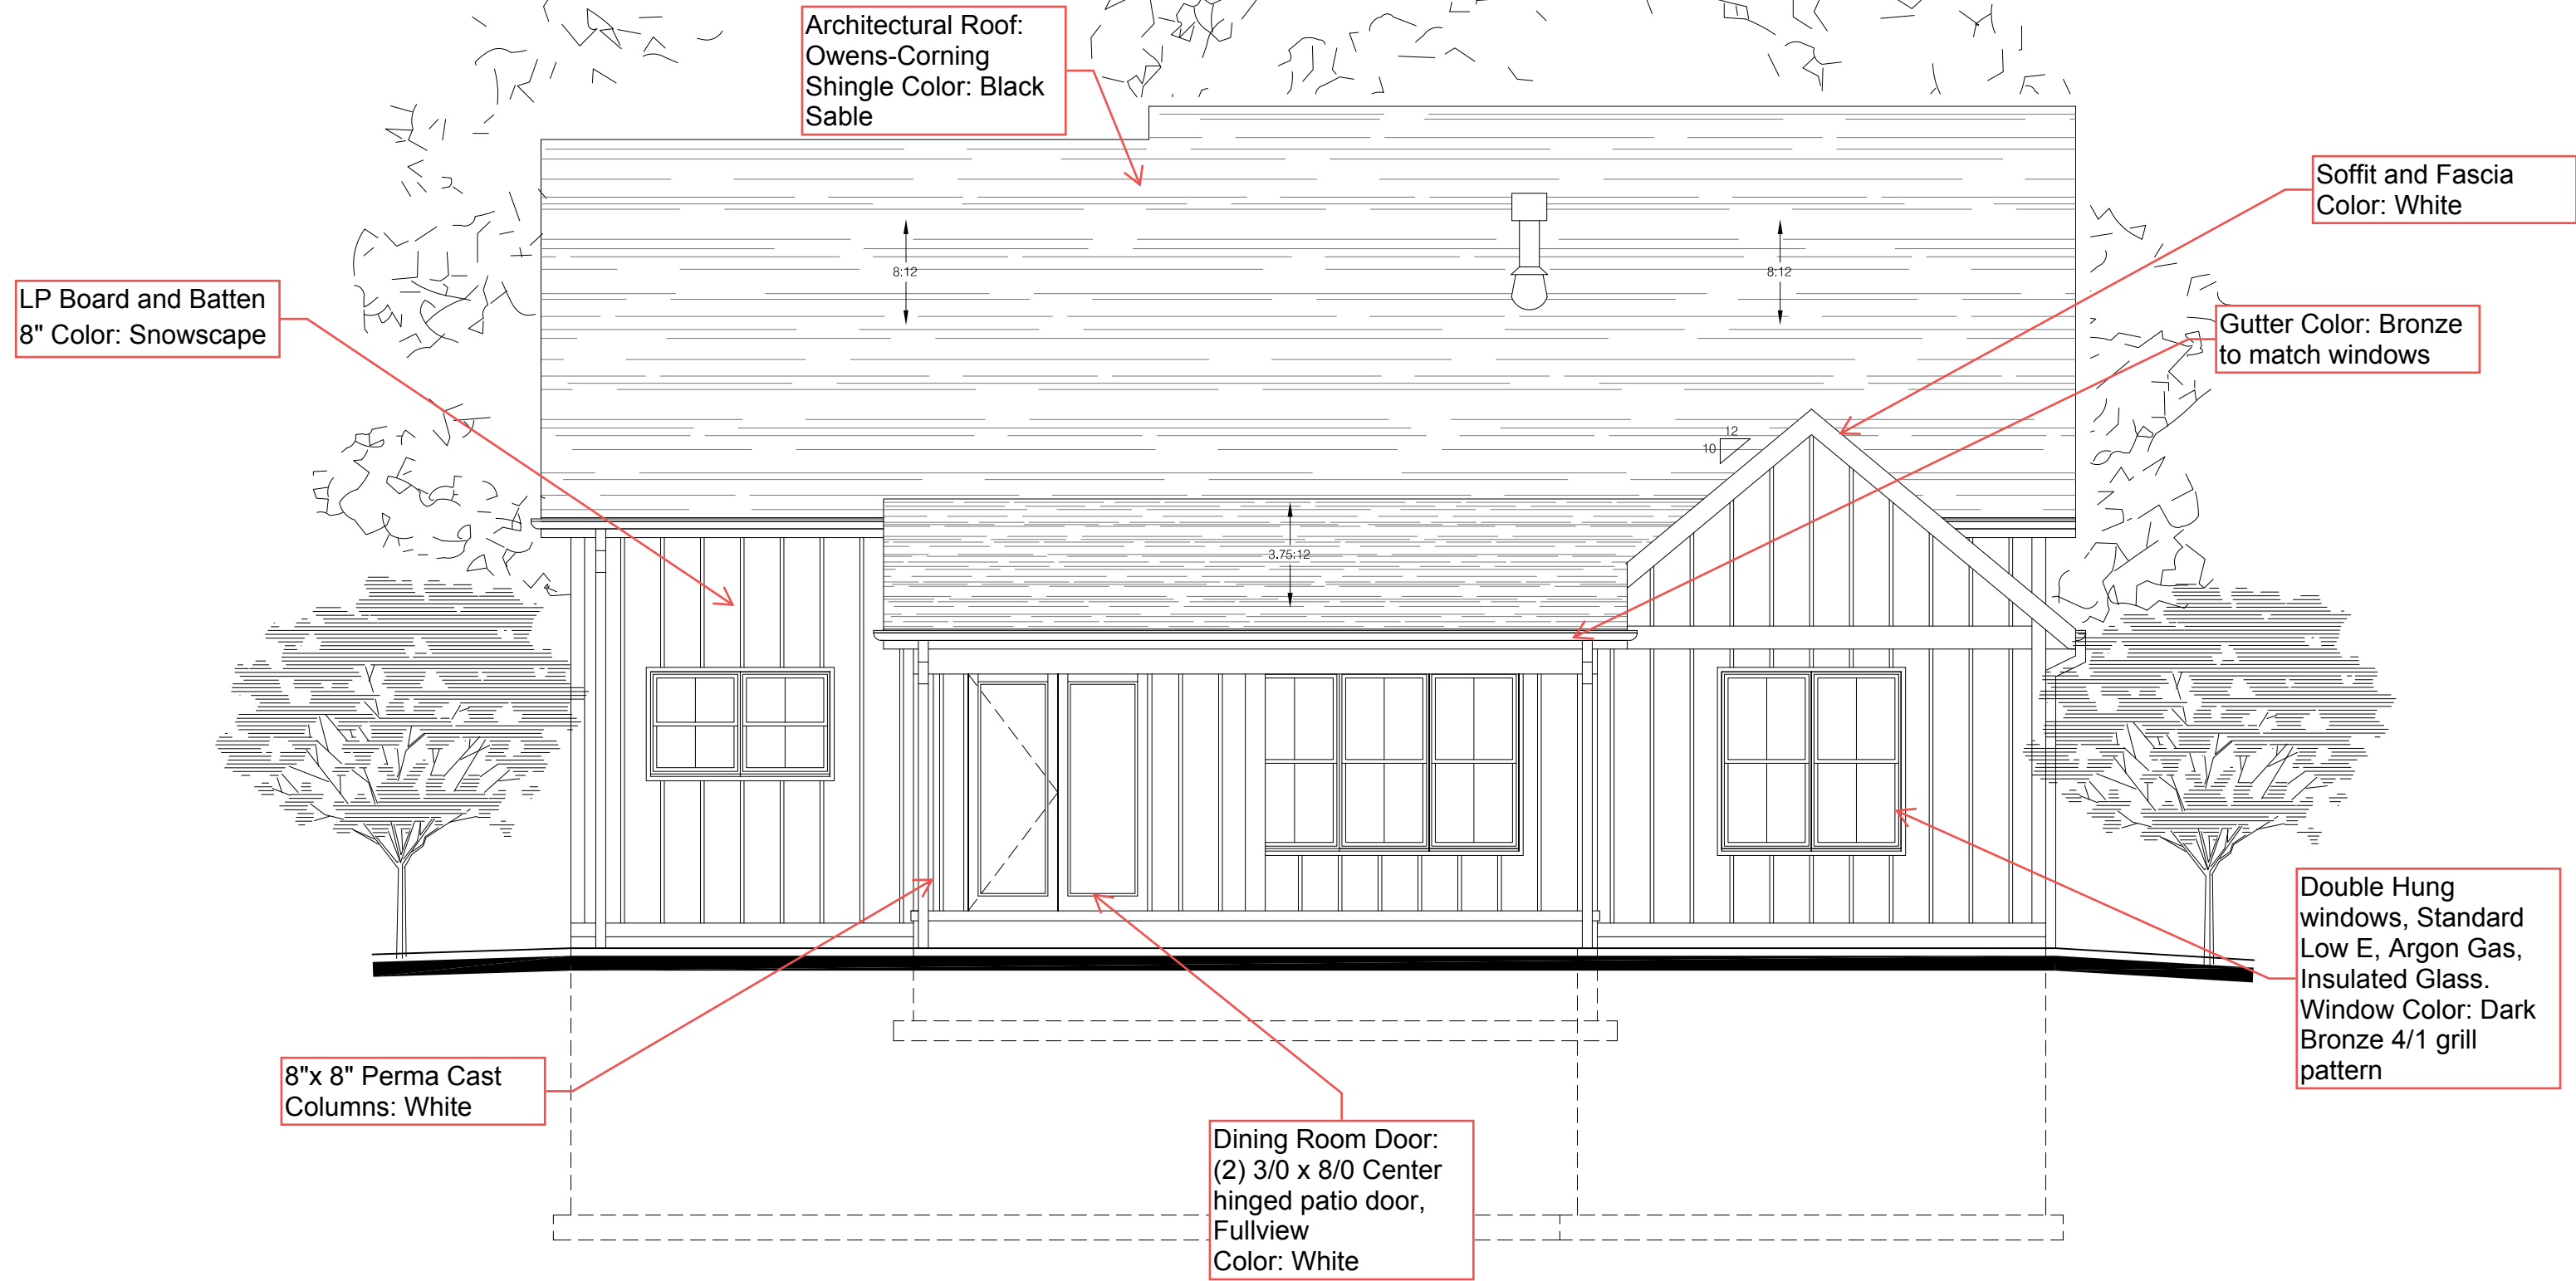 Architectural Roof:
Owens-Corning
Shingle Color: Black
Sable
Soffit and Fascia
Color: White
8:12
8:12
LP Board and Batten
8" Color: Snowscape
Gutter Color: Bronze
to match windows
12
10
3.75:12
Double Hung
windows, Standard
Low E, Argon Gas,
Insulated Glass.
Window Color: Dark
Bronze 4/1 grill
pattern
8"x 8" Perma Cast
Columns: White
Dining Room Door:
(2) 3/0 x 8/0 Center
hinged patio door,
Fullview
Color: White